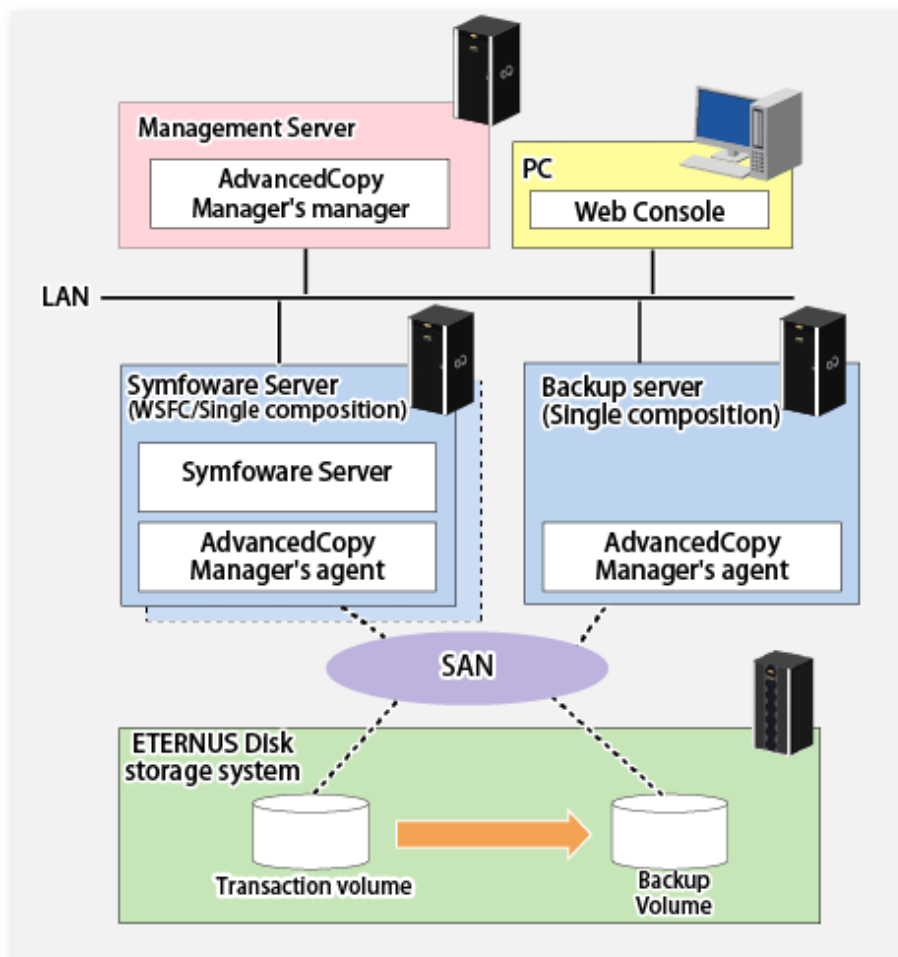 Management Server
AdvancedCopy
Manager's manager
PC
Web Console
LAN
Symfoware Server
(WSFC/Single composition)
Symfoware Server
AdvancedCopy
Manager's agent
Backup server
(Single composition)
AdvancedCopy
Manager's agent
SAN
ETERNUS Disk
storage system
Transaction volume
Backup
Volume